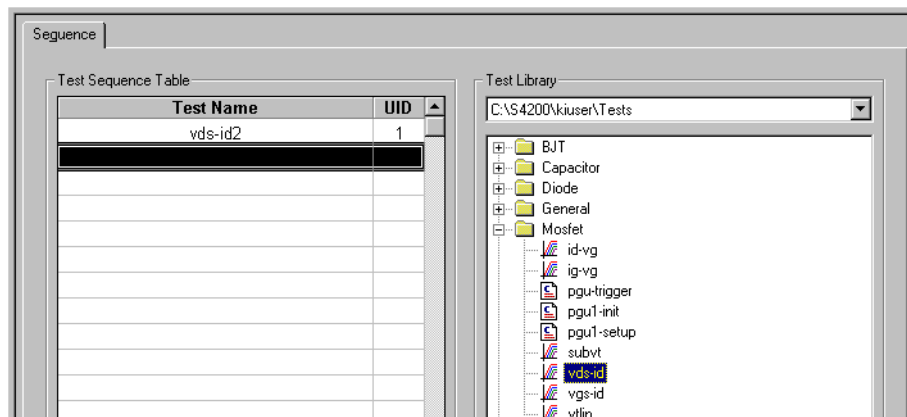 Sequence
Test Sequence Table
Test Name UID
vds-id2 1
Test Library
C:\S4200\kiuser\Tests
BJT
Capacitor
Diode
General
Mosfet
id-vg
ig-vg
pgu-trigger
pgu1-init
pgu1-setup
subvt
vds-id
vgs-id
vtlin